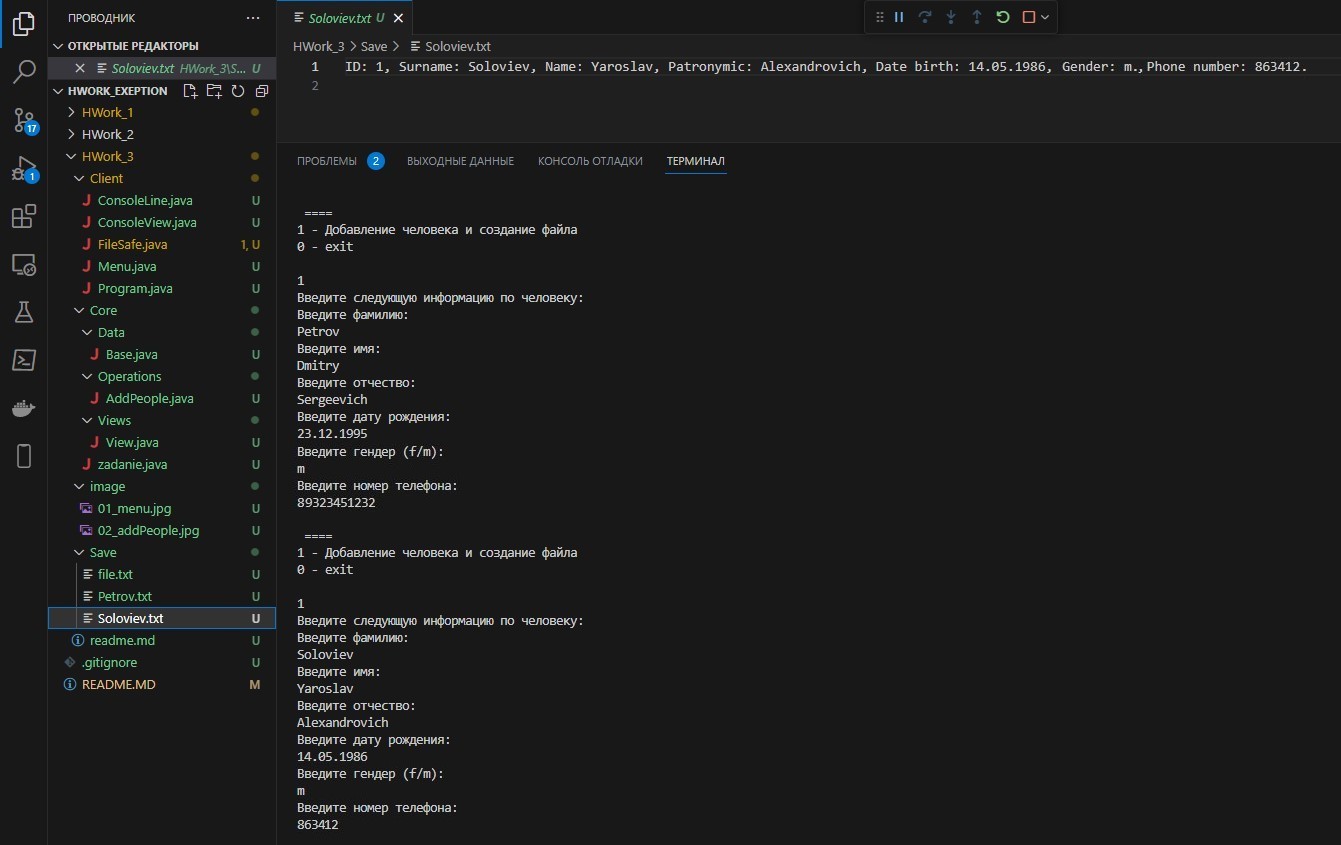 ПРОВОДНИК ···
ОТКРЫТЫЕ РЕДАКТОРЫ
Soloviev.txt HWork_3\S... U
HWORK_EXEPTION
HWork_1
HWork_2
HWork_3
Client
ConsoleLine.java U
ConsoleView.java U
FileSafe.java 1, U
Menu.java U
Program.java U
Core
Data
Base.java U
Operations
AddPeople.java U
Views
View.java U
zadanie.java U
image
01_menu.jpg U
02_addPeople.jpg U
Save
file.txt U
Petrov.txt U
Soloviev.txt U
readme.md U
.gitignore U
README.MD M
17
1
Soloviev.txt U
HWork_3 > Save > Soloviev.txt
1 ID: 1, Surname: Soloviev, Name: Yaroslav, Patronymic: Alexandrovich, Date birth: 14.05.1986, Gender: m.,Phone number: 863412.
2
ПРОБЛЕМЫ 2 ВЫХОДНЫЕ ДАННЫЕ КОНСОЛЬ ОТЛАДКИ ТЕРМИНАЛ
====
1 - Добавление человека и создание файла
0 - exit
1
Введите следующую информацию по человеку:
Введите фамилию:
Petrov
Введите имя:
Dmitry
Введите отчество:
Sergeevich
Введите дату рождения:
23.12.1995
Введите гендер (f/m):
m
Введите номер телефона:
89323451232
====
1 - Добавление человека и создание файла
0 - exit
1
Введите следующую информацию по человеку:
Введите фамилию:
Soloviev
Введите имя:
Yaroslav
Введите отчество:
Alexandrovich
Введите дату рождения:
14.05.1986
Введите гендер (f/m):
m
Введите номер телефона:
863412